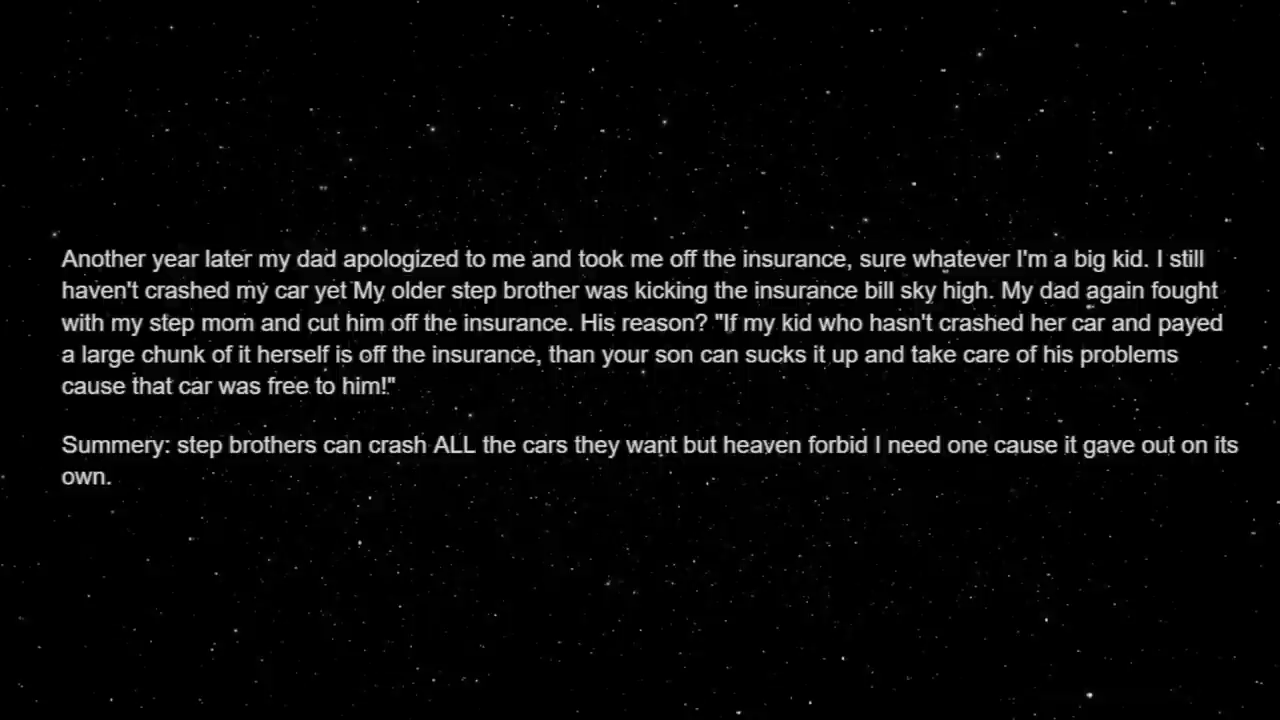 Another year later my dad apologized to me and took me off the insurance, sure whatever I'm a big kid. I still
haven't crashed my car yet My older step brother was kicking the insurance bill sky high. My dad again fought
with my step mom and cut him off the insurance. His reason? "If my kid who hasn't crashed her car and payed
a large chunk of it herself is off the insurance, than your son can sucks it up and take care of his problems
cause that car was free to him!"
Summery: step brothers can crash ALL the cars they want but heaven forbid I need one cause it gave out on its
own.